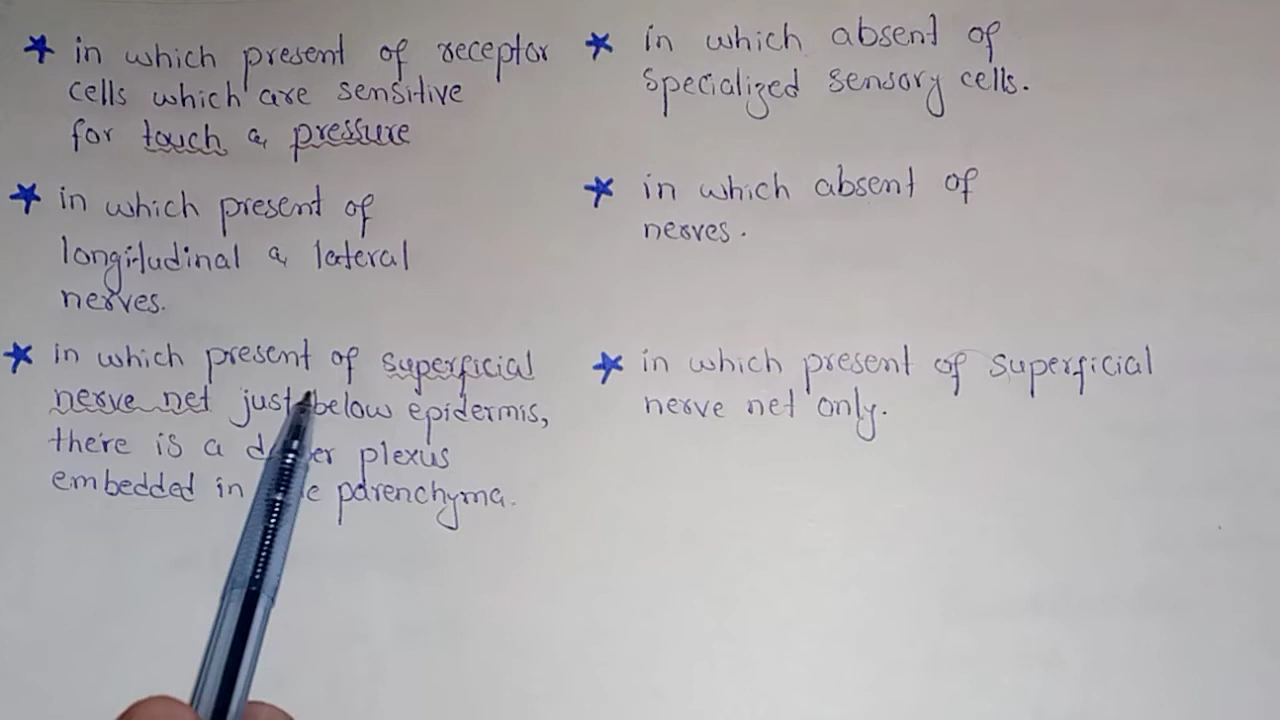 in which present of receptor
cells which are sensitive
for touch & pressure
in which present of
longitudinal & lateral
nerves.
in which present of superficial
nerve net just below epidermis,
there is a plexus
embedded in parenchyma.
in which absent of
specialized sensory cells.
in which absent of
nerves.
in which present of superficial
nerve net only.